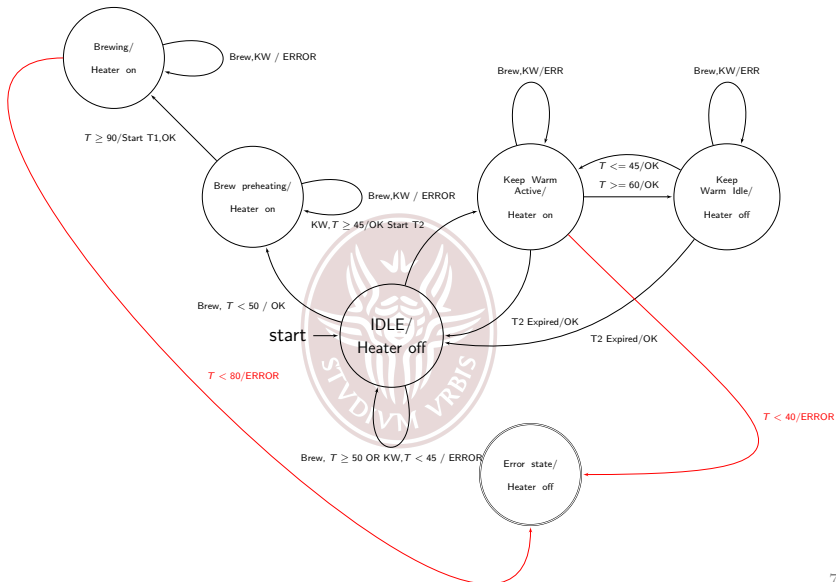 Brewing/
Heater on
Brew,KW / ERROR
Brew,KW/ERR
Brew,KW/ERR
T ≥ 90/Start T1,OK
T <= 45/OK
T >= 60/OK
Brew preheating/
Heater on
Brew,KW / ERROR
Keep Warm
Active/
Heater on
Keep
Warm Idle/
Heater off
KW,T ≥ 45/OK Start T2
Brew, T < 50 / OK
start
IDLE/
Heater off
T2 Expired/OK
T2 Expired/OK
STVDIVM VRBIS
T < 80/ERROR
T < 40/ERROR
Brew, T ≥ 50 OR KW,T < 45 / ERROR
Error state/
Heater off